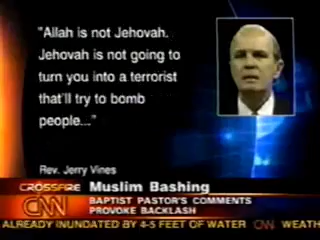 "Allah is not Jehovah.
Jehovah is not going to
turn you into a terrorist
that'll try to bomb
people..."
Rev. Jerry Vines
CROSSFIRE
Muslim Bashing
CNN
BAPTIST PASTOR'S COMMENTS
PROVOKE BACKLASH
ALREADY INUNDATED BY 4-5 FEET OF WATER CNN WEATH